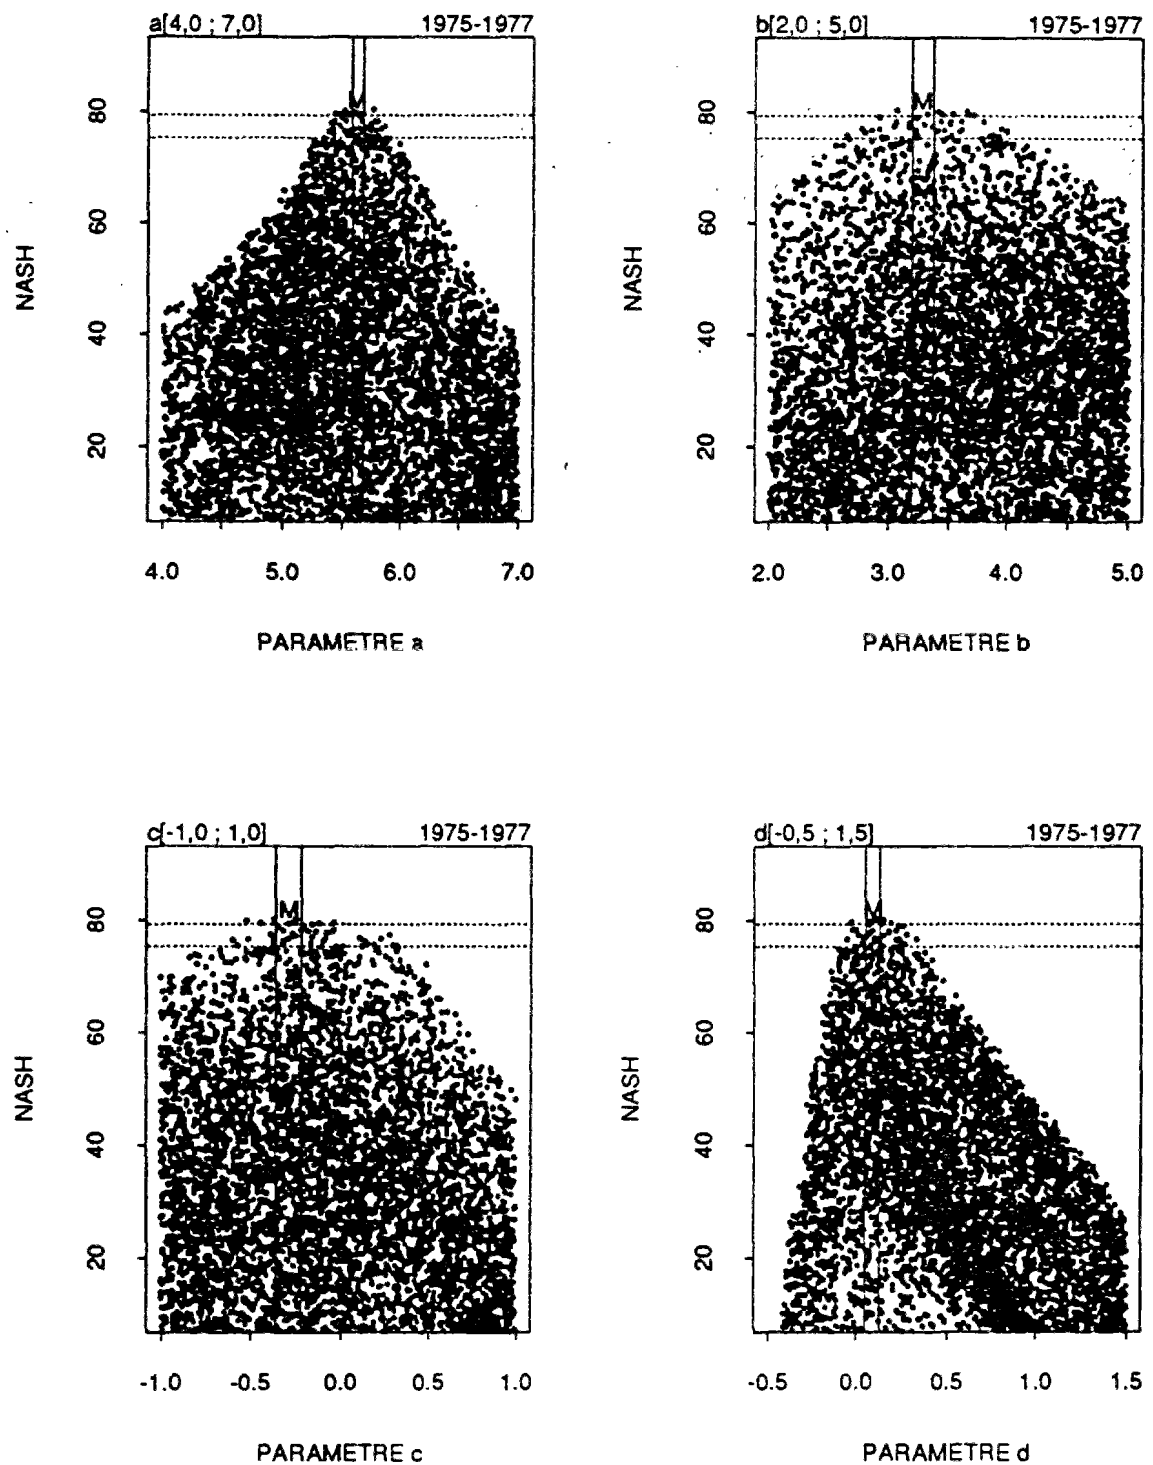 a[4,0 ; 7,0] 1975-1977
NASH
80
60
40
20
4.0 5.0 6.0 7.0
PARAMETRE a
M
b[2,0 ; 5,0] 1975-1977
NASH
80
60
40
20
2.0 3.0 4.0 5.0
PARAMETRE b
M
c[-1,0 ; 1,0] 1975-1977
NASH
80
60
40
20
-1.0 -0.5 0.0 0.5 1.0
PARAMETRE c
M
d[-0,5 ; 1,5] 1975-1977
NASH
80
60
40
20
-0.5 0.0 0.5 1.0 1.5
PARAMETRE d
M